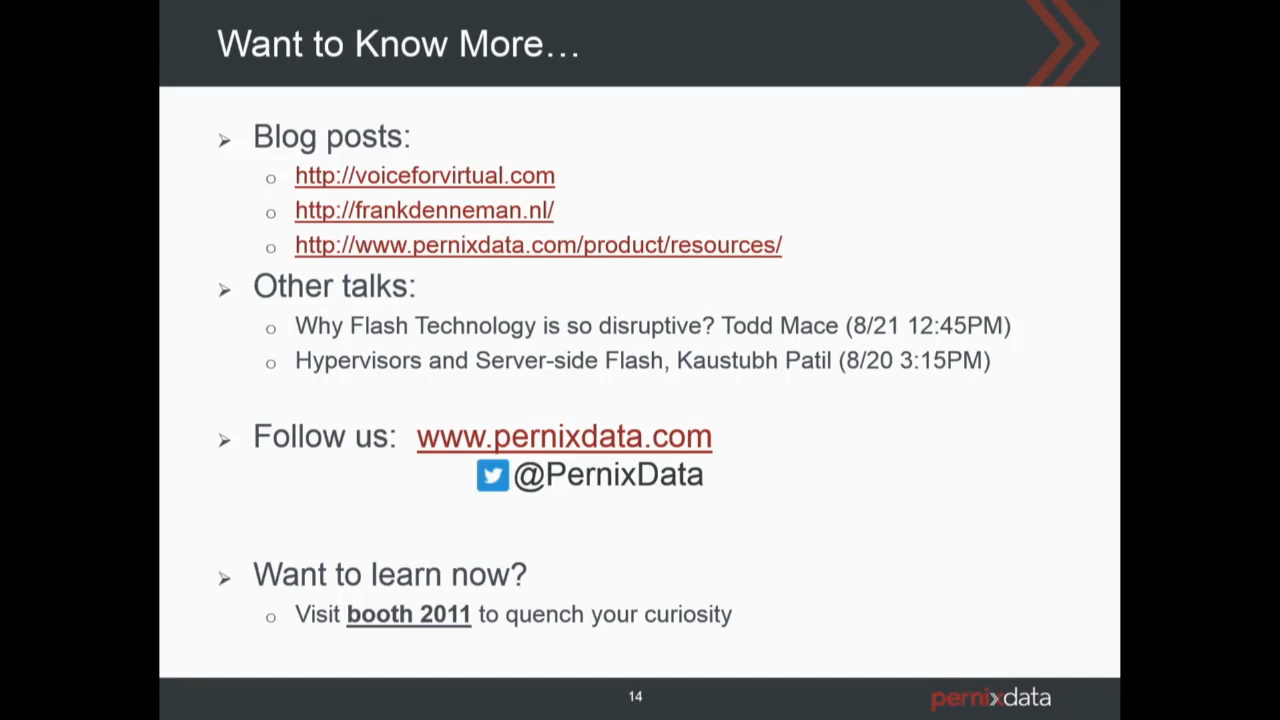 Want to Know More…
Blog posts:
http://voiceforvirtual.com
http://frankdenneman.nl/
http://www.pernixdata.com/product/resources/
Other talks:
Why Flash Technology is so disruptive? Todd Mace (8/21 12:45PM)
Hypervisors and Server-side Flash, Kaustubh Patil (8/20 3:15PM)
Follow us: www.pernixdata.com
@PernixData
Want to learn now?
Visit booth 2011 to quench your curiosity
14
pernixdata